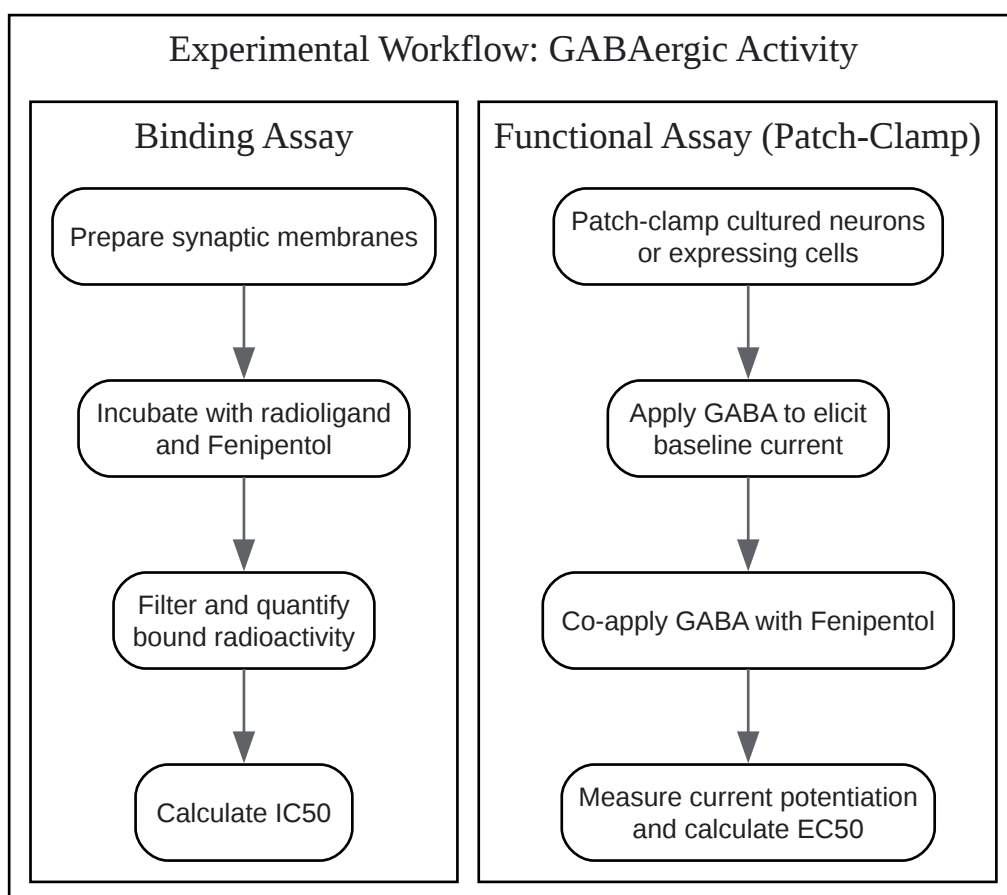 Experimental Workflow: GABAergic Activity
Binding Assay
Prepare synaptic membranes
Incubate with radioligand
and Fenipentol
Filter and quantify
bound radioactivity
Calculate IC50
Functional Assay (Patch-Clamp)
Patch-clamp cultured neurons
or expressing cells
Apply GABA to elicit
baseline current
Co-apply GABA with Fenipentol
Measure current potentiation
and calculate EC50